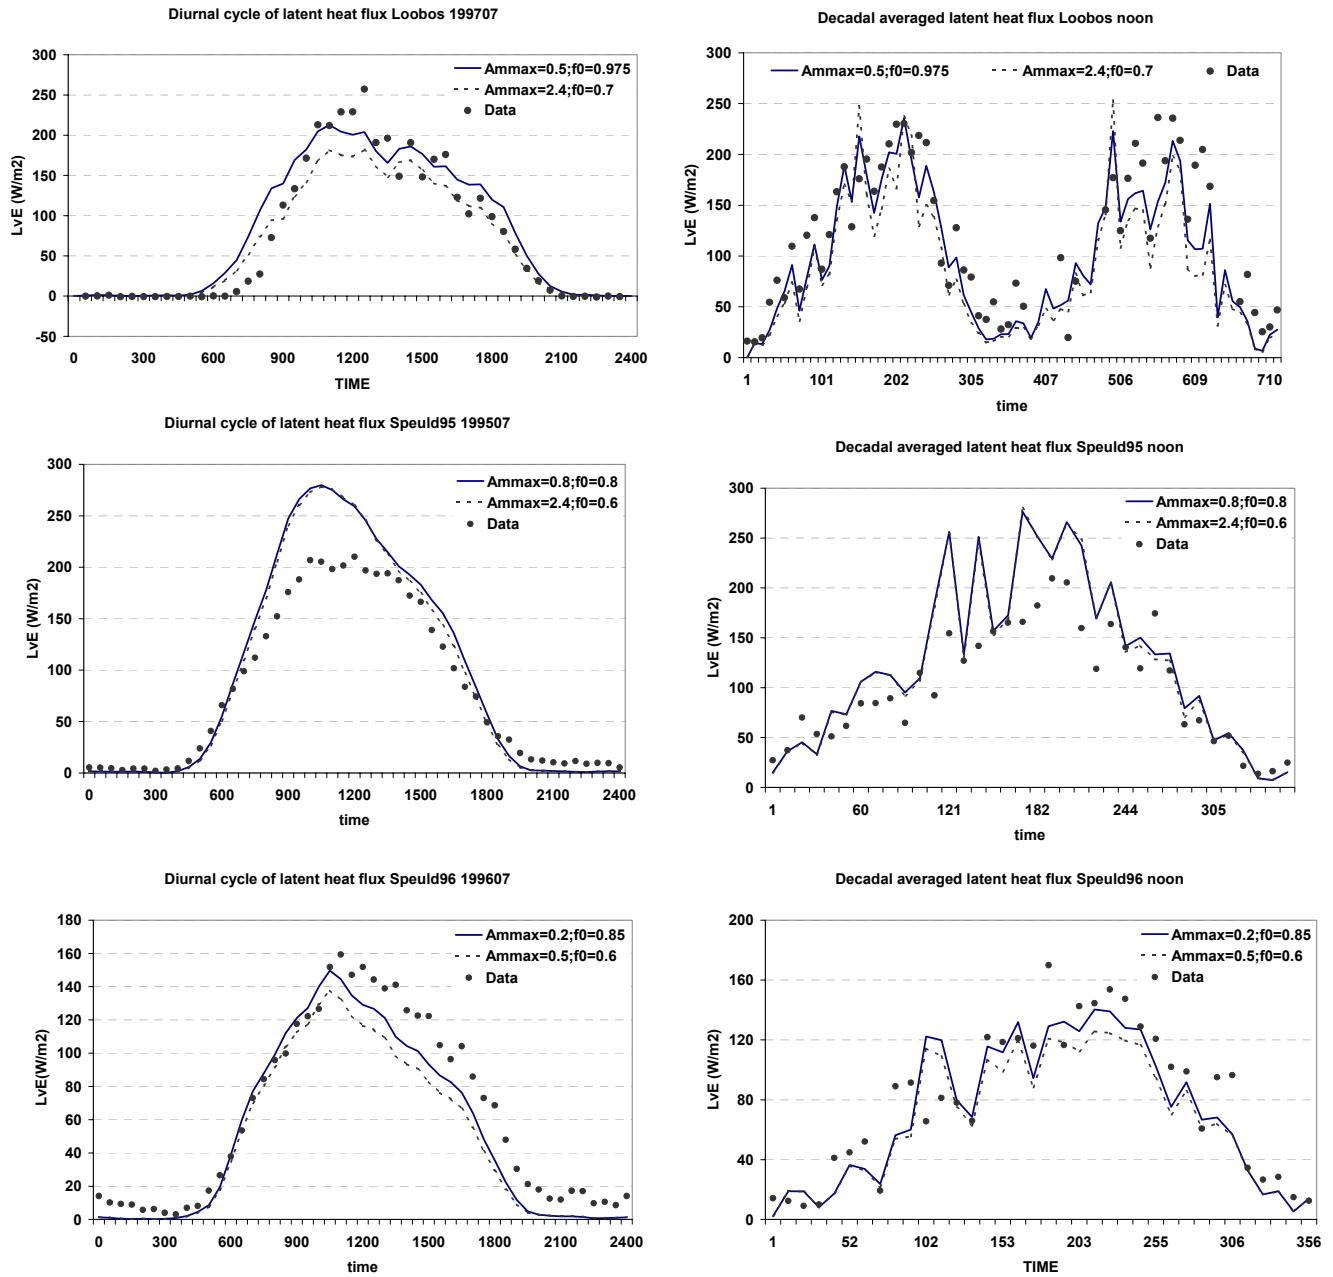 Diurnal cycle of latent heat flux Loobos 199707
300
250
200
150
100
50
0
-50
LvE (W/m2)
Ammax=0.5;f0=0.975
Ammax=2.4;f0=0.7
Data
0 300 600 900 1200 1500 1800 2100 2400
TIME
Decadal averaged latent heat flux Loobos noon
300
250
200
150
100
50
0
LvE (W/m2)
Ammax=0.5;f0=0.975 Ammax=2.4;f0=0.7 Data
1 101 202 305 407 506 609 710
time
Diurnal cycle of latent heat flux Speuld95 199507
300
250
200
150
100
50
0
LvE (W/m2)
Ammax=0.8;f0=0.8
Ammax=2.4;f0=0.6
Data
0 300 600 900 1200 1500 1800 2100 2400
time
Decadal averaged latent heat flux Speuld95 noon
300
250
200
150
100
50
0
LvE (W/m2)
Ammax=0.8;f0=0.8
Ammax=2.4;f0=0.6
Data
1 60 121 182 244 305
time
Diurnal cycle of latent heat flux Speuld96 199607
180
160
140
120
100
80
60
40
20
0
LvE(W/m2)
Ammax=0.2;f0=0.85
Ammax=0.5;f0=0.6
Data
0 300 600 900 1200 1500 1800 2100 2400
time
Decadal averaged latent heat flux Speuld96 noon
200
160
120
80
40
0
LvE (W/m2)
Ammax=0.2;f0=0.85
Ammax=0.5;f0=0.6
Data
1 52 102 153 203 255 306 356
TIME